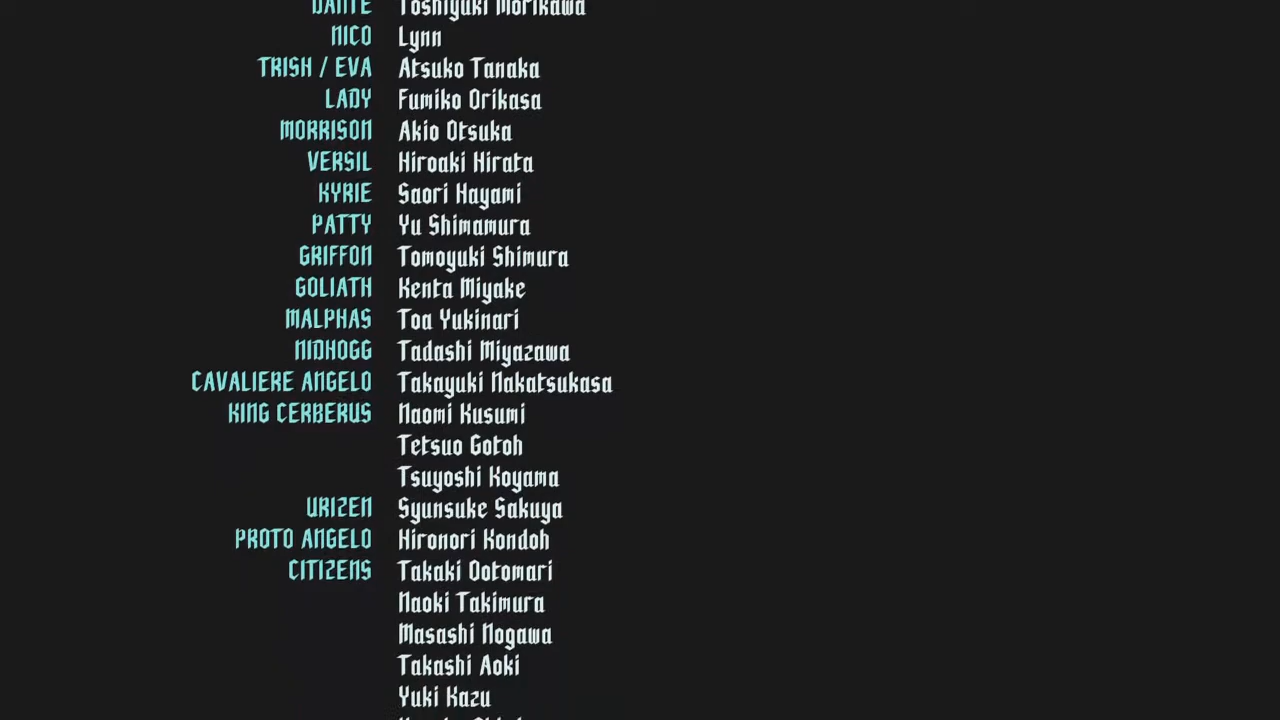 DANTE Toshiyuki Morikawa
NICO Lynn
TRISH / EVA Atsuko Tanaka
LADY Fumiko Orikasa
MORRISON Akio Otsuka
VERSIL Hiroaki Hirata
KYRIE Saori Hayami
PATTY Yu Shimamura
GRIFFON Tomoyuki Shimura
GOLIATH Kenta Miyake
MALPHAS Toa Yukinari
NIDHOGG Tadashi Miyazawa
CAVALIERE ANGELO Takayuki Nakatsukasa
KING CERBERUS Naomi Kusumi
Tetsuo Gotoh
Tsuyoshi Koyama
URIZEN Syunsuke Sakuya
PROTO ANGELO Hironori Kondoh
CITIZENS Takaki Ootomari
Naoki Takimura
Masashi Nogawa
Takashi Aoki
Yuki Kazu